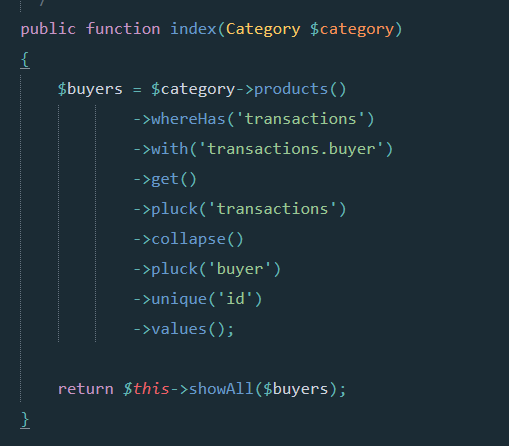 public function index(Category $category)
{
    $buyers = $category->products()
            ->whereHas('transactions')
            ->with('transactions.buyer')
            ->get()
            ->pluck('transactions')
            ->collapse()
            ->pluck('buyer')
            ->unique('id')
            ->values();

    return $this->showAll($buyers);
}